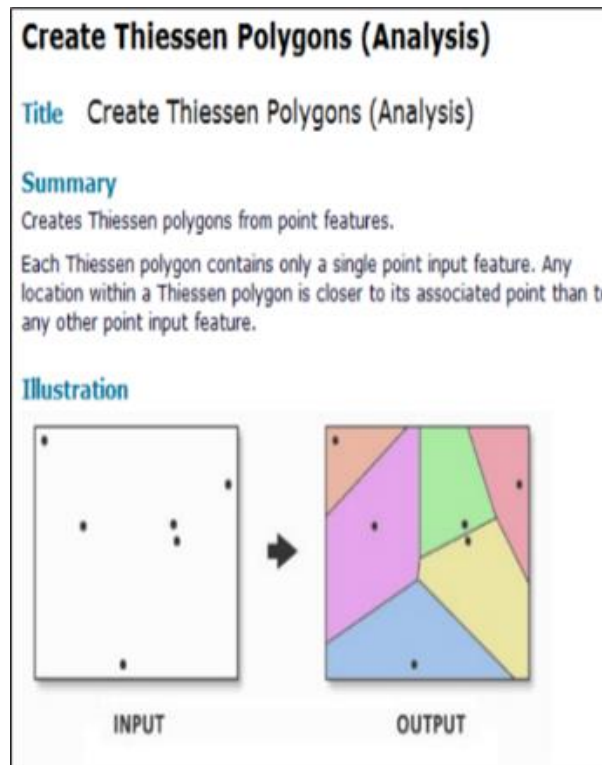 Create Thiessen Polygons (Analysis)
Title Create Thiessen Polygons (Analysis)
Summary
Creates Thiessen polygons from point features.
Each Thiessen polygon contains only a single point input feature. Any
location within a Thiessen polygon is closer to its associated point than t
any other point input feature.
Illustration
INPUT
OUTPUT